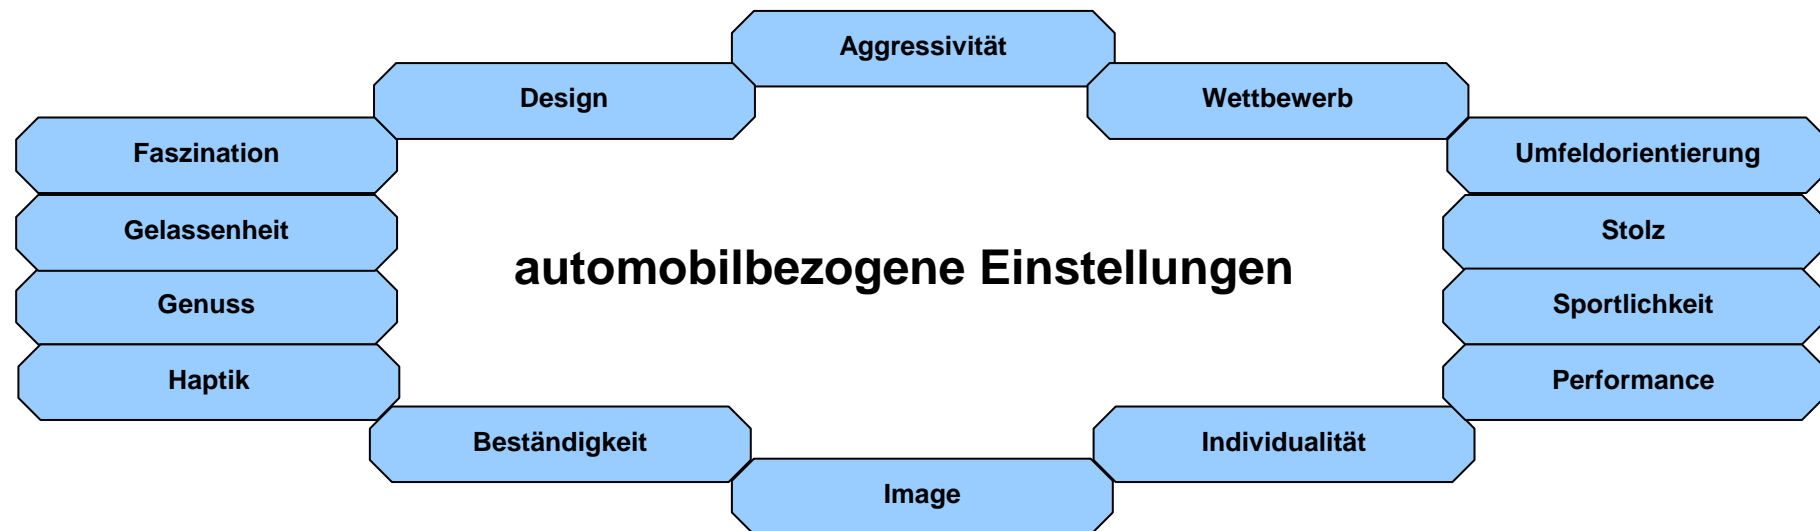 Aggressivität
Design
Wettbewerb
Faszination
Umfeldorientierung
Gelassenheit
Stolz
automobilbezogene Einstellungen
Genuss
Sportlichkeit
Haptik
Performance
Beständigkeit
Individualität
Image